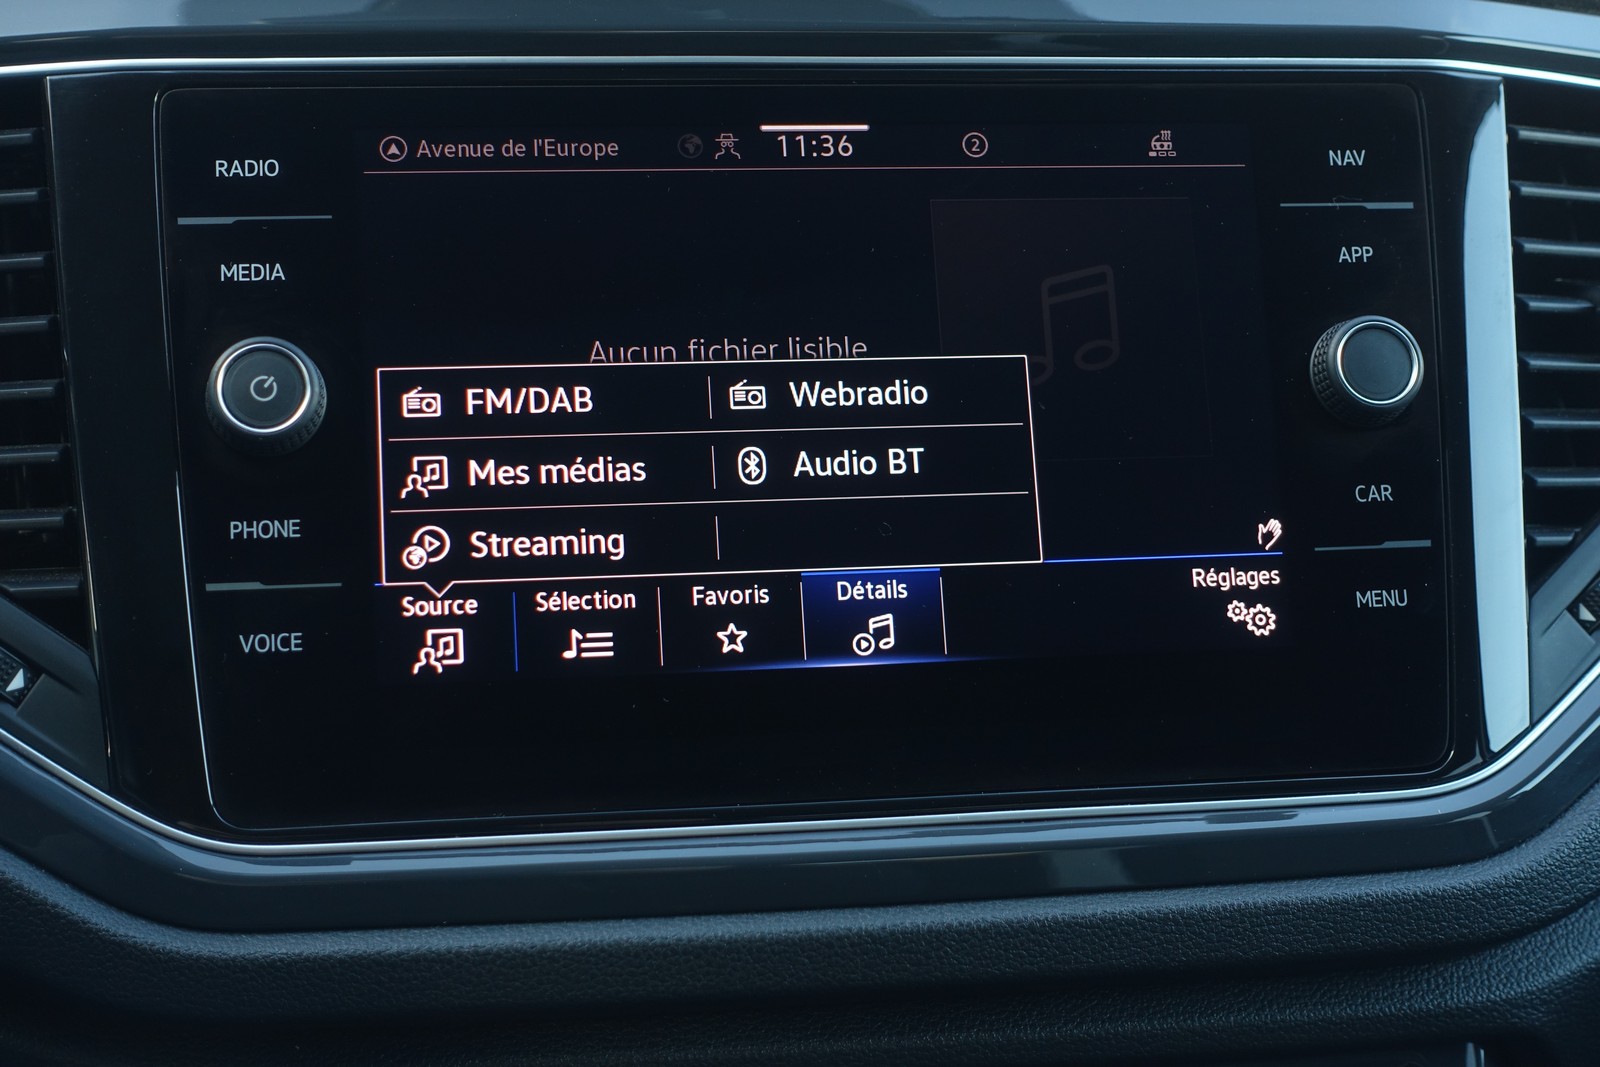 RADIO
MEDIA
PHONE
VOICE
Avenue de l'Europe
11:36
2
Aucun fichier lisible
FM/DAB
Webradio
Mes médias
Audio BT
Streaming
Source
Sélection
Favoris
Détails
Réglages
NAV
APP
CAR
MENU